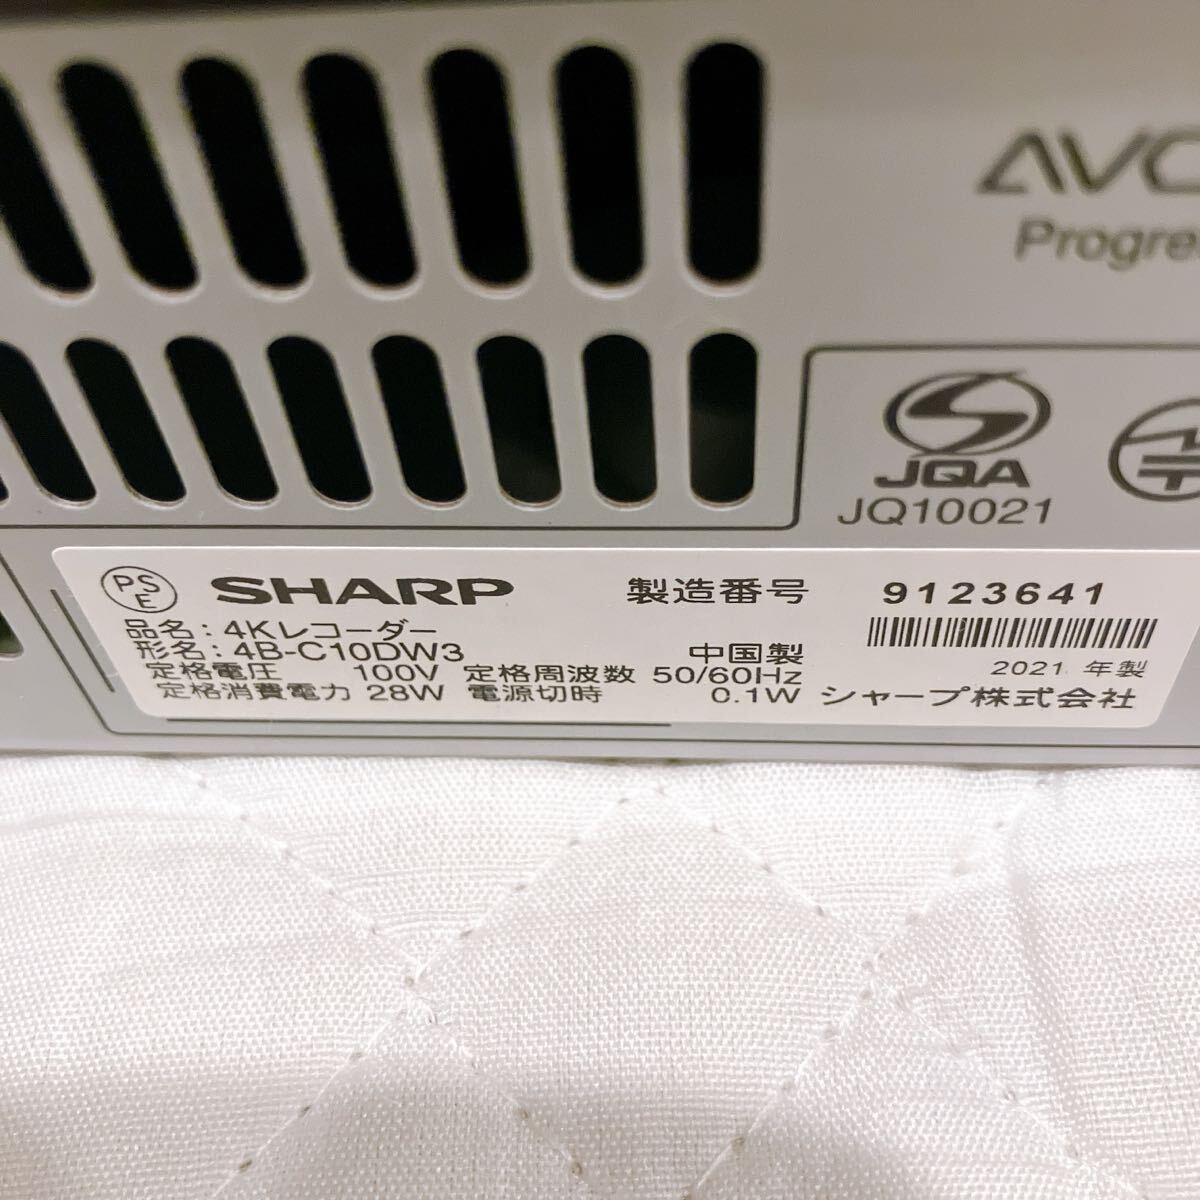 AVC
Progre
JQA
JQ10021
PS
E
SHARP 製造番号 9123641
品名：4Kレコーダー
形名：4B-C10DW3 中国製 2021 年製
定格電圧 100V 定格周波数 50/60Hz
定格消費電力 28W 電源切時 0.1W シャープ株式会社